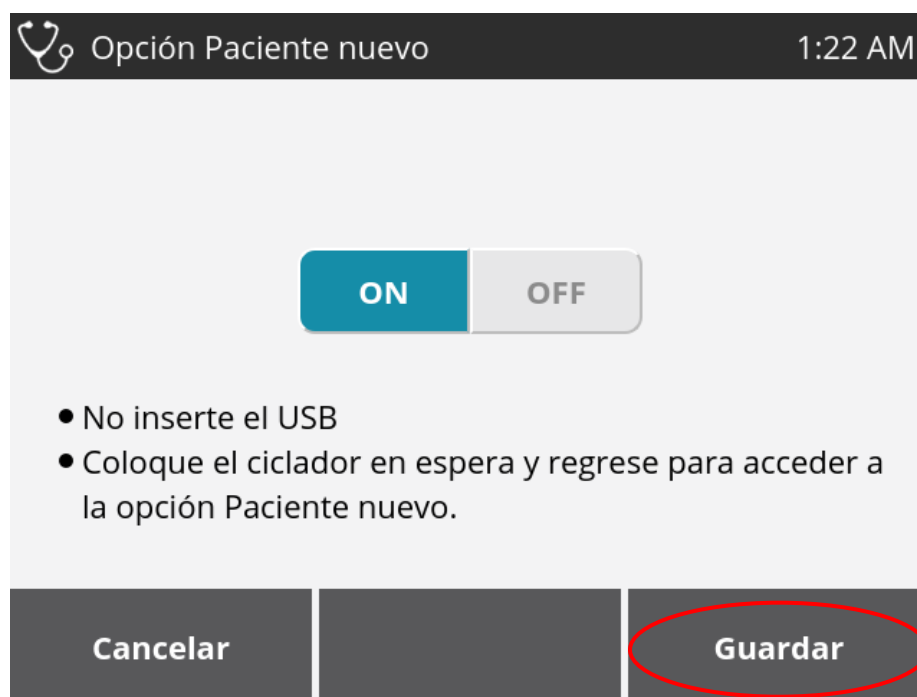 Opción Paciente nuevo 1:22 AM
ON OFF
● No inserte el USB
● Coloque el ciclador en espera y regrese para acceder a
la opción Paciente nuevo.
Cancelar Guardar